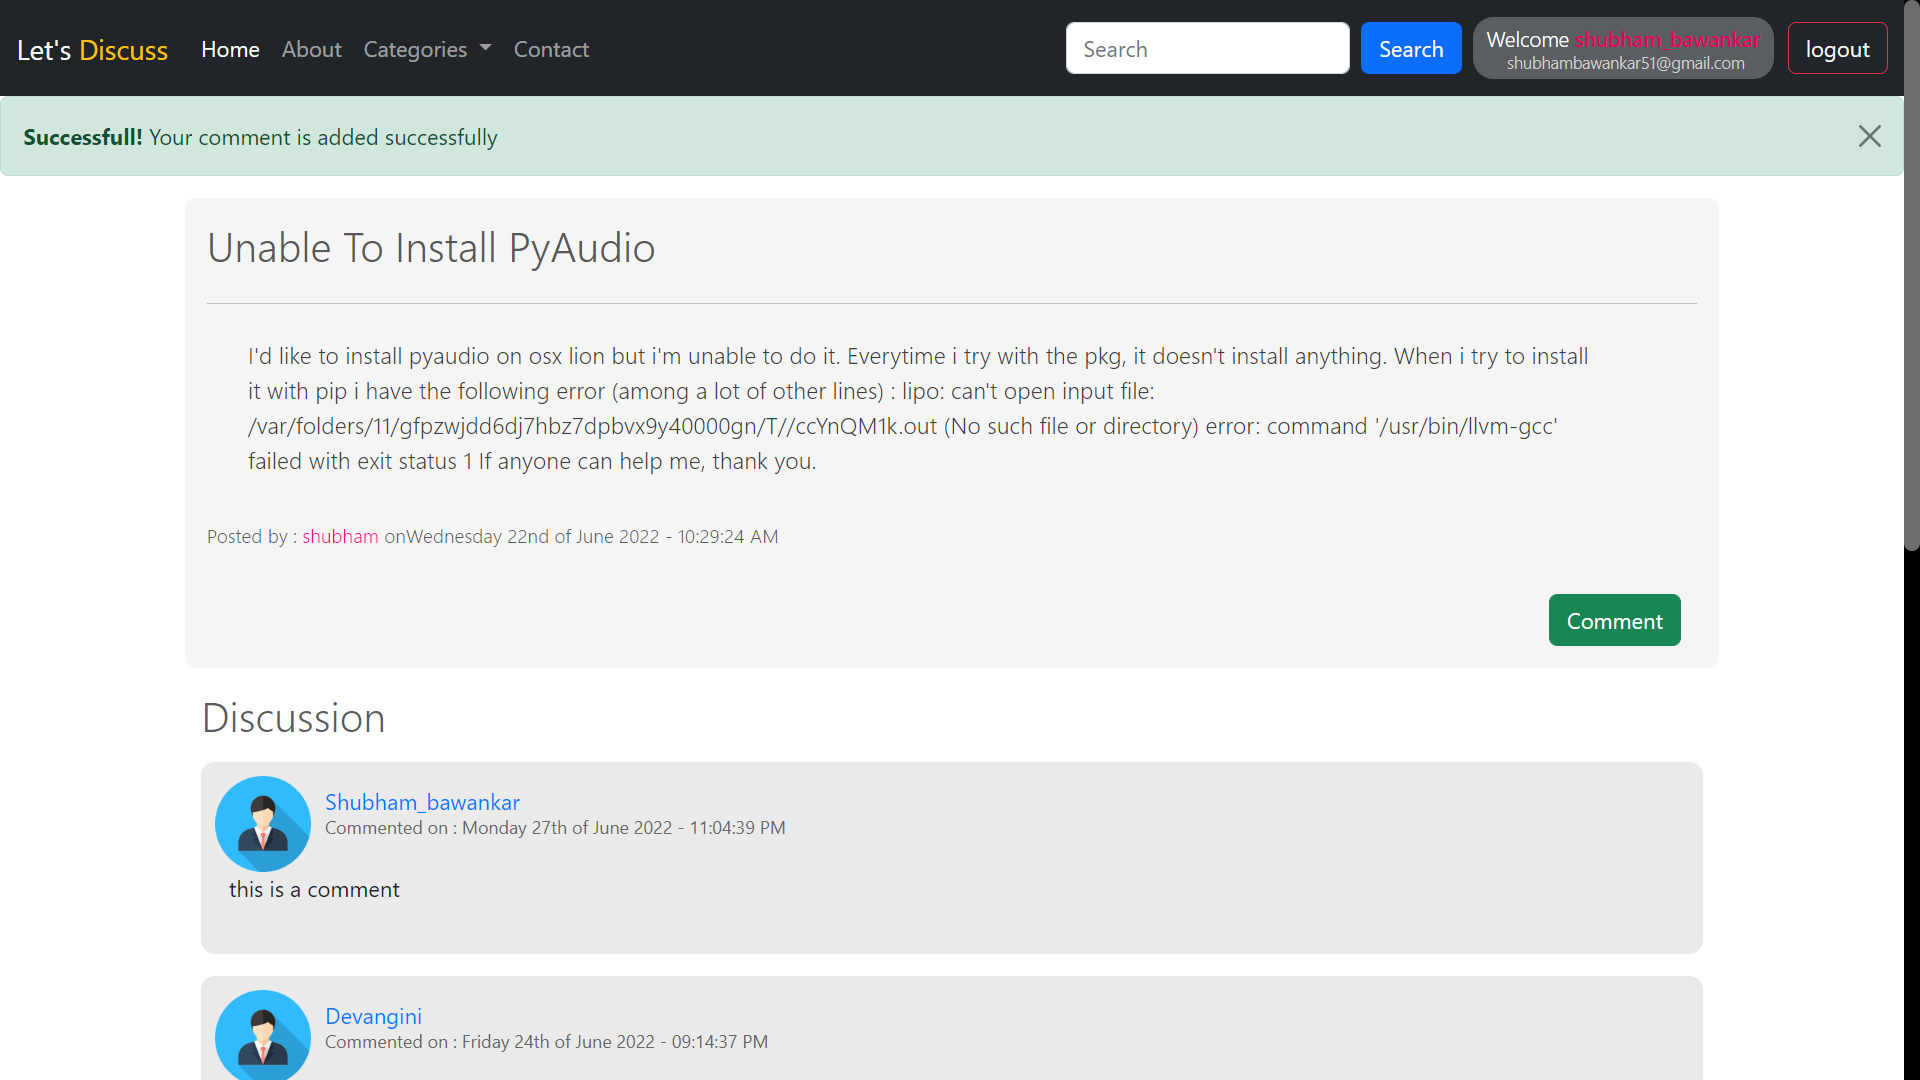 Let's Discuss Home About Categories Contact Search Search Welcome shubham_bawankar logout
shubhambawankar51@gmail.com
Successfull! Your comment is added successfully
Unable To Install PyAudio
I'd like to install pyaudio on osx lion but i'm unable to do it. Everytime i try with the pkg, it doesn't install anything. When i try to install
it with pip i have the following error (among a lot of other lines) : lipo: can't open input file:
/var/folders/11/gfpzwjdd6dj7hbz7dpbvx9y40000gn/T//ccYnQM1k.out (No such file or directory) error: command '/usr/bin/llvm-gcc'
failed with exit status 1 If anyone can help me, thank you.
Posted by : shubham onWednesday 22nd of June 2022 - 10:29:24 AM
Comment
Discussion
Shubham_bawankar
Commented on : Monday 27th of June 2022 - 11:04:39 PM
this is a comment
Devangini
Commented on : Friday 24th of June 2022 - 09:14:37 PM